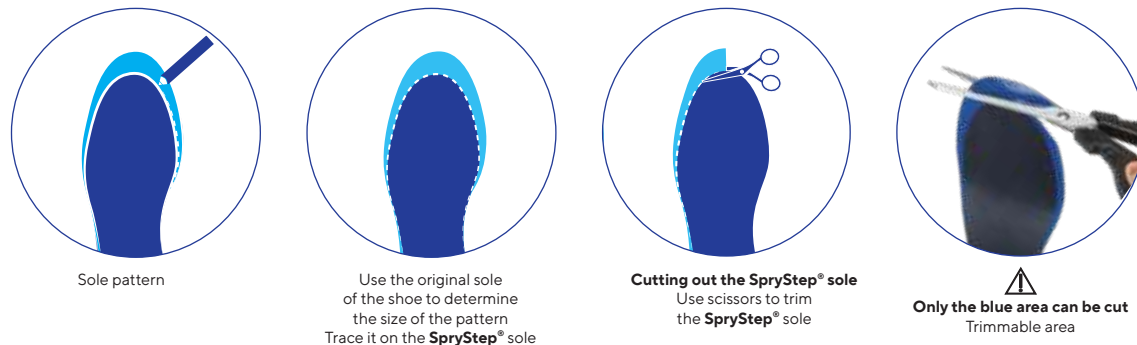 Sole pattern
Use the original sole
of the shoe to determine
the size of the pattern
Trace it on the SpryStep® sole
Cutting out the SpryStep® sole
Use scissors to trim
the SpryStep® sole
Only the blue area can be cut
Trimmable area